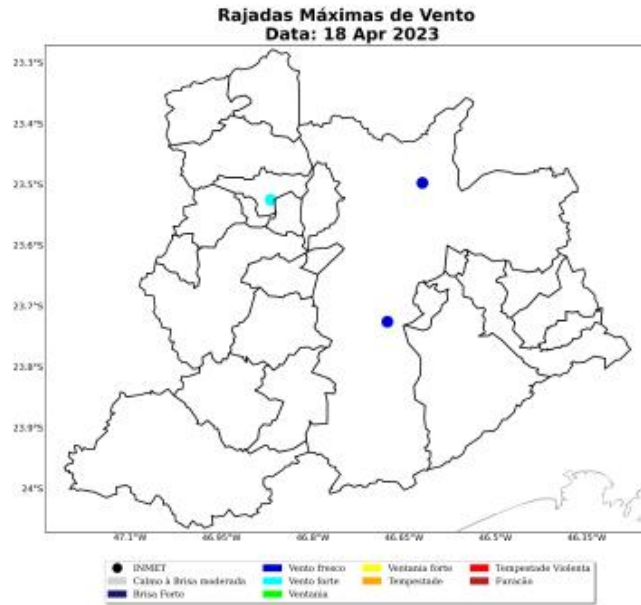 Rajadas Máximas de Vento
Data: 18 Apr 2023
23.3°S
23.4°S
23.5°S
23.6°S
23.7°S
23.8°S
23.9°S
24°S
47.1°W
46.95°W
46.8°W
46.65°W
46.5°W
46.35°W
INMET
Calmo à Brisa moderada
Brisa Forto
Vento fresco
Vento forte
Ventania
Ventania forte
Tempestade
Tempestade Violenta
Furacão